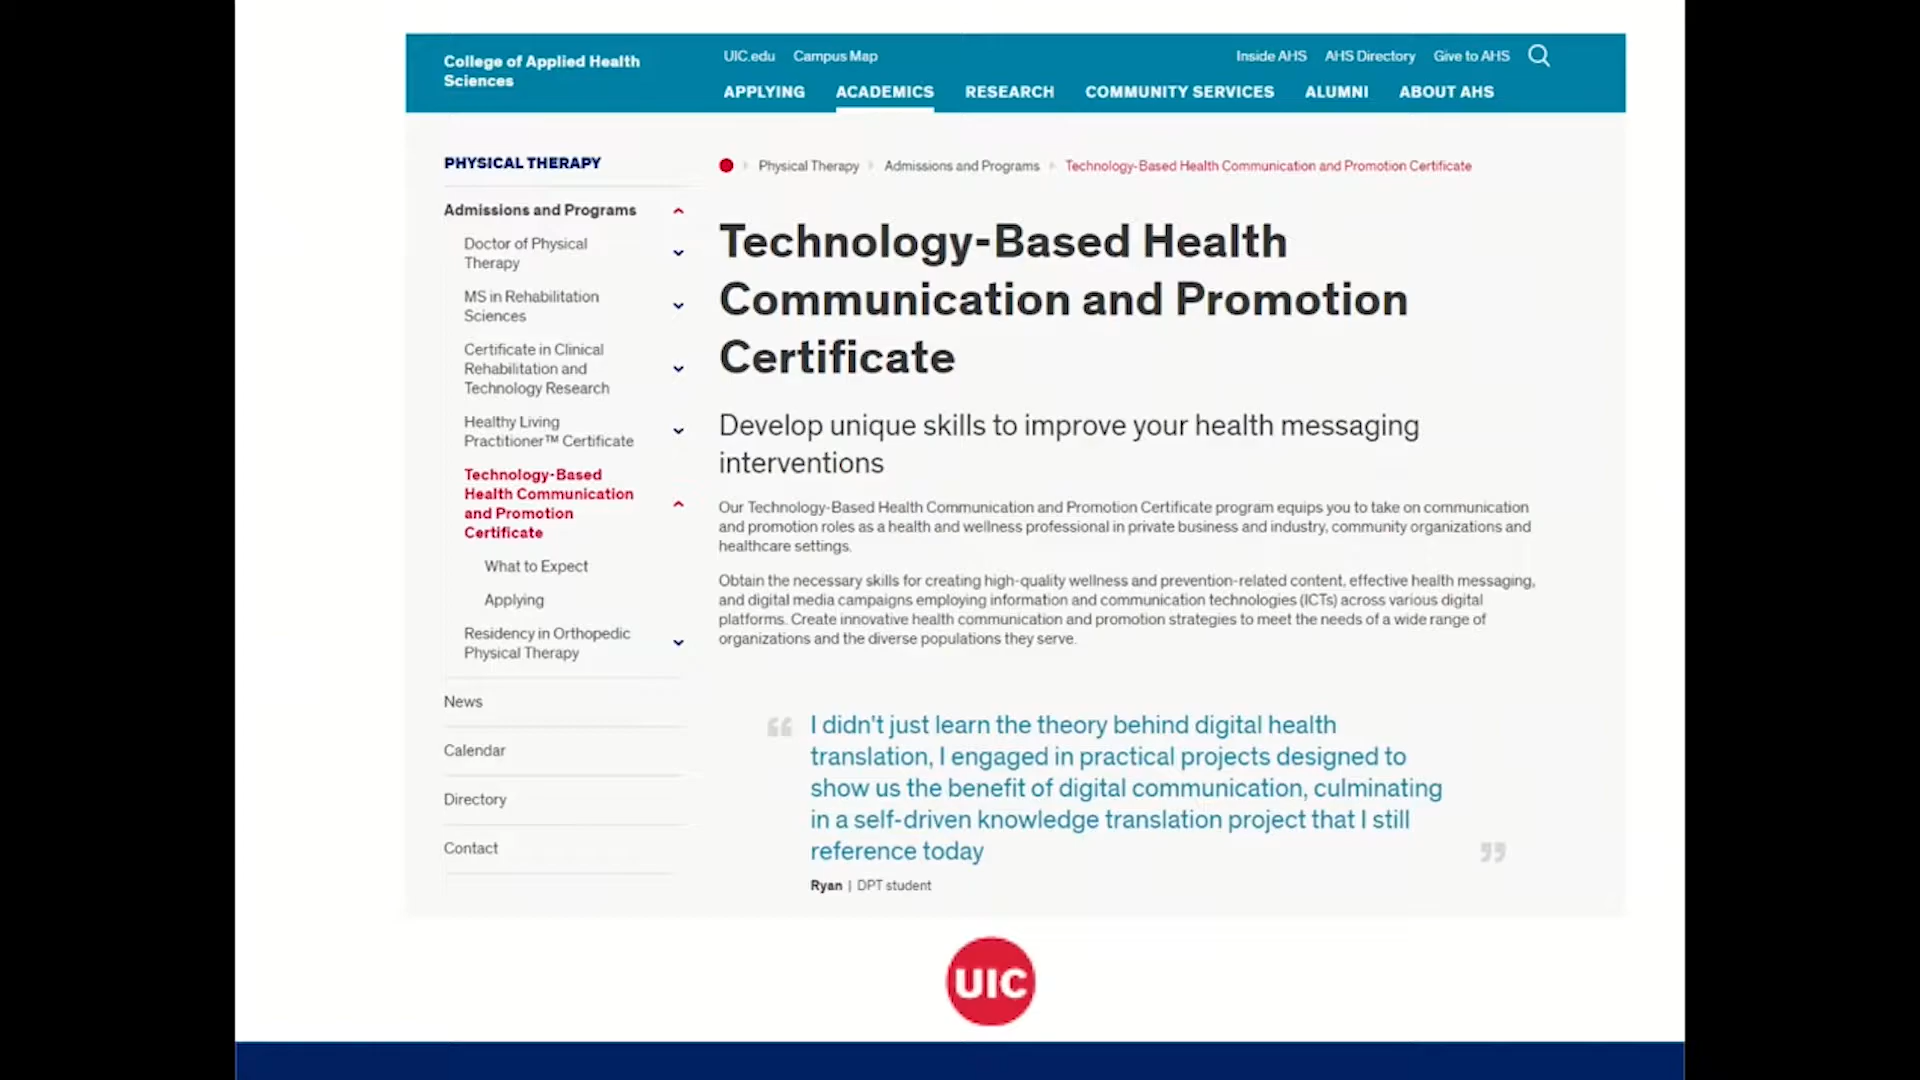 College of Applied Health
Sciences
UIC.edu Campus Map
Inside AHS AHS Directory Give to AHS
APPLYING ACADEMICS RESEARCH COMMUNITY SERVICES ALUMNI ABOUT AHS
PHYSICAL THERAPY
Admissions and Programs
Doctor of Physical
Therapy
MS in Rehabilitation
Sciences
Certificate in Clinical
Rehabilitation and
Technology Research
Healthy Living
Practitioner™ Certificate
Technology-Based
Health Communication
and Promotion
Certificate
What to Expect
Applying
Residency in Orthopedic
Physical Therapy
News
Calendar
Directory
Contact
Physical Therapy Admissions and Programs Technology-Based Health Communication and Promotion Certificate
Technology-Based Health
Communication and Promotion
Certificate
Develop unique skills to improve your health messaging
interventions
Our Technology-Based Health Communication and Promotion Certificate program equips you to take on communication
and promotion roles as a health and wellness professional in private business and industry, community organizations and
healthcare settings.
Obtain the necessary skills for creating high-quality wellness and prevention-related content, effective health messaging,
and digital media campaigns employing information and communication technologies (ICTs) across various digital
platforms. Create innovative health communication and promotion strategies to meet the needs of a wide range of
organizations and the diverse populations they serve.
“ I didn't just learn the theory behind digital health
translation, I engaged in practical projects designed to
show us the benefit of digital communication, culminating
in a self-driven knowledge translation project that I still
reference today ”
Ryan | DPT student
UIC